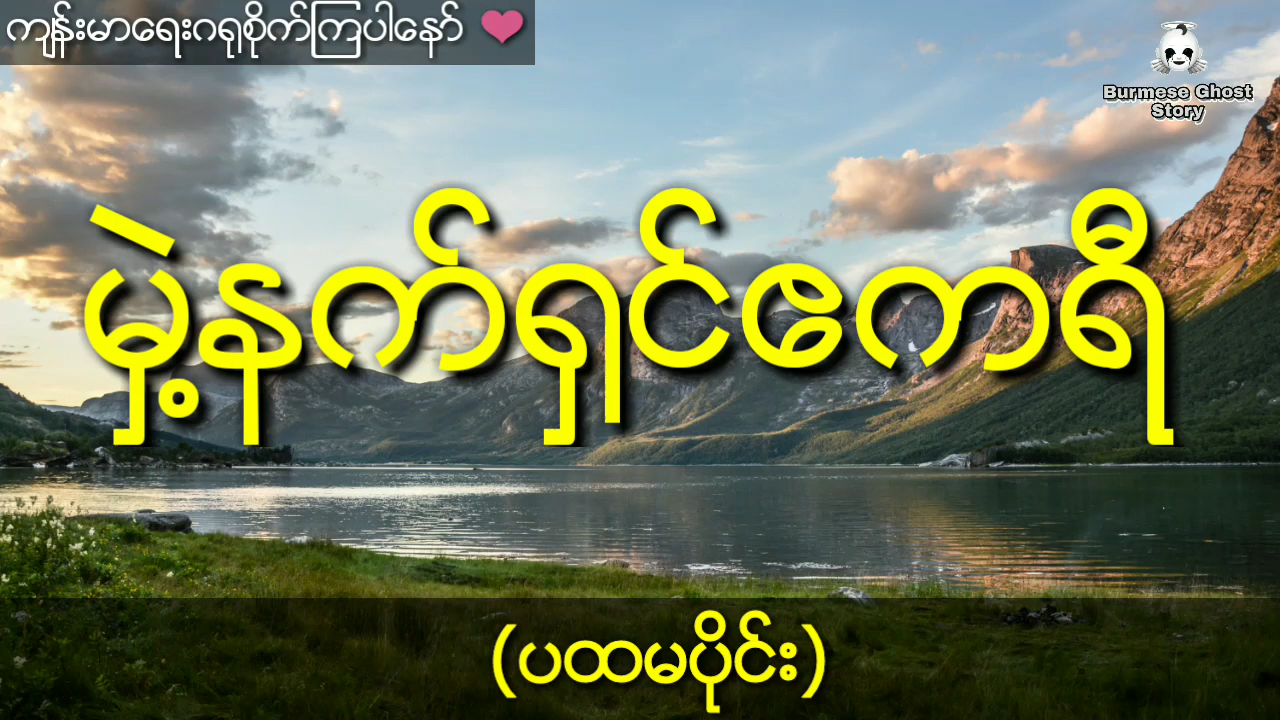 ကျန်းမာရေးဂရုစိုက်ကြပါနော် ❤
Burmese Ghost
Story
မှဲ့နက်ရှင်ဧကရီ
(ပထမပိုင်း)